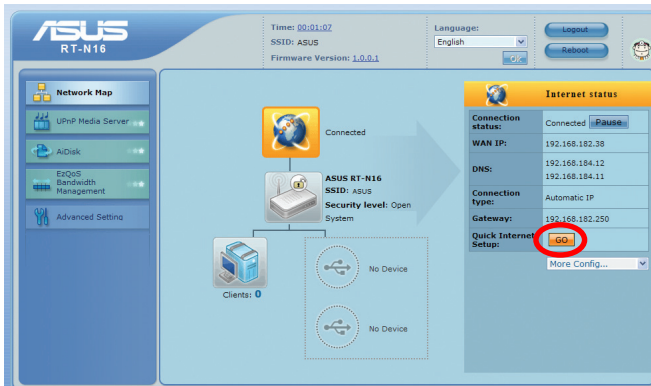 ASUS
RT-N16
Time: 00:01:07
SSID: ASUS
Firmware Version: 1.0.0.1
Language:
English
OK
Logout
Reboot
Network Map
UPnP Media Server
AiDisk
EzQoS
Bandwidth
Management
Advanced Setting
Connected
ASUS RT-N16
SSID: ASUS
Security level: Open
System
Clients: 0
No Device
No Device
Internet status
Connection
status:
Connected Pause
WAN IP: 192.168.182.38
DNS:
192.168.184.12
192.168.184.11
Connection
type:
Automatic IP
Gateway: 192.168.182.250
Quick Internet
Setup:
GO
More Config...